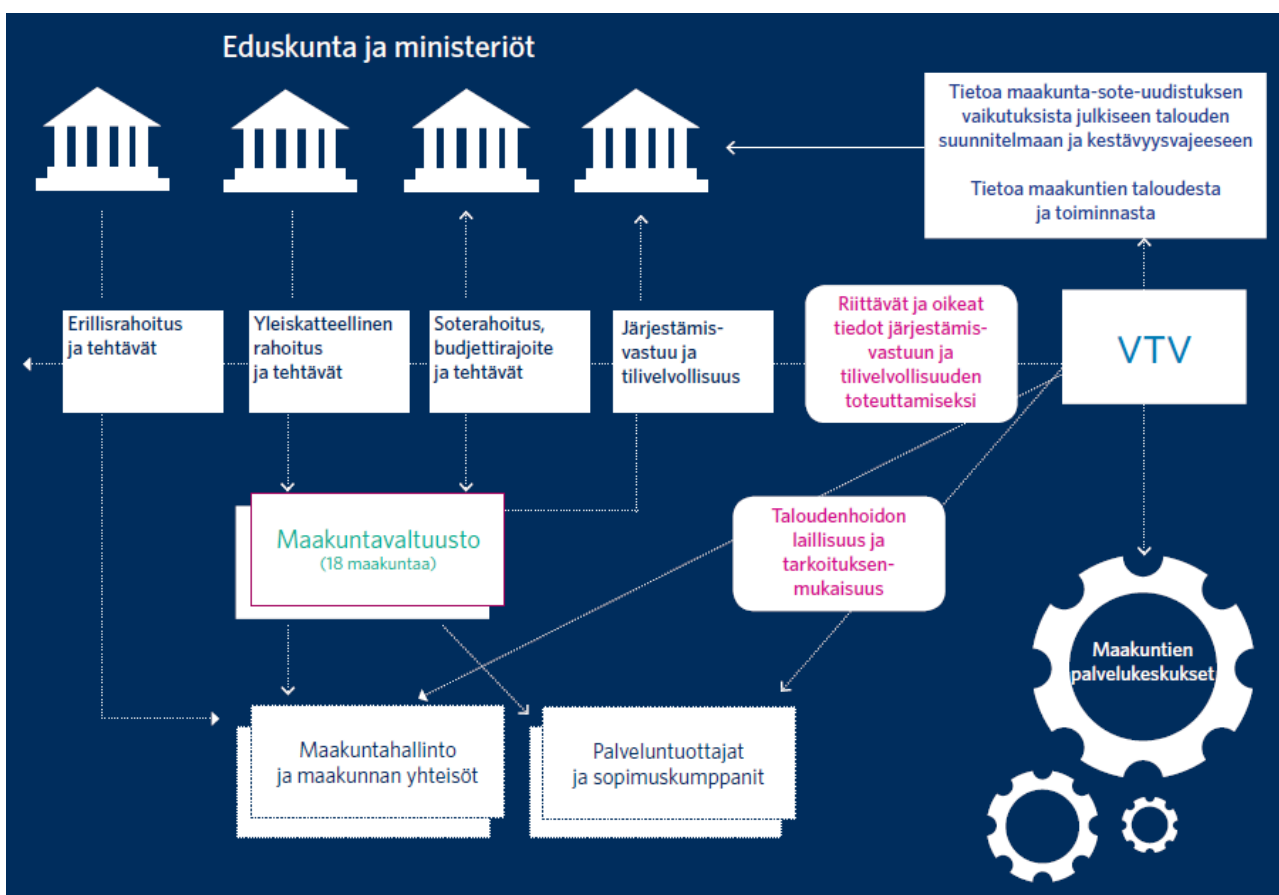 Eduskunta ja ministeriöt
Tietoa maakunta-sote-uudistuksen
vaikutuksista julkiseen talouden
suunnitelmaan ja kestävyysvajeeseen
Tietoa maakuntien taloudesta
ja toiminnasta
Erillisrahoitus
ja tehtävät
Yleiskatteellinen
rahoitus
ja tehtävät
Soterahoitus,
budjettirajoite
ja tehtävät
Järjestämis-
vastuu ja
tilivelvollisuus
Riittävät ja oikeat
tiedot järjestämis-
vastuun ja
tilivelvollisuuden
toteuttamiseksi
VTV
Maakuntavaltuusto
(18 maakuntaa)
Taloudenhoidon
laillisuus ja
tarkoituksen-
mukaisuus
Maakuntien
palvelukeskukset
Maakuntahallinto
ja maakunnan yhteisöt
Palveluntuottajat
ja sopimuskumppanit